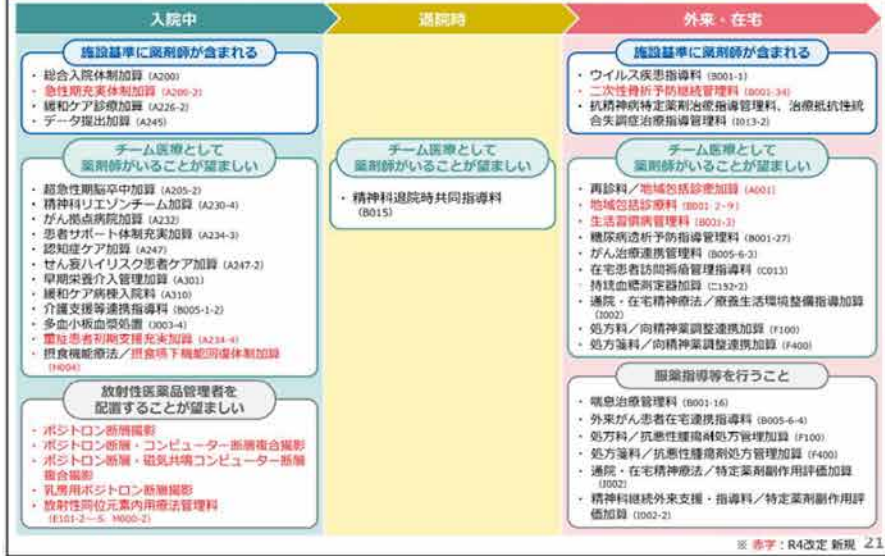 入院中
退院時
外来・在宅
施設基準に薬剤師が含まれる
・ 総合入院体制加算 (A200)
・ 急性期充実体制加算 (A200-2)
・ 緩和ケア診療加算 (A226-2)
・ データ提出加算 (A245)
チーム医療として
薬剤師がいることが望ましい
・ 超急性期脳卒中加算 (A205-2)
・ 精神科リエゾンチーム加算 (A230-4)
・ がん拠点病院加算 (A232)
・ 患者サポート体制充実加算 (A234-3)
・ 認知症ケア加算 (A247)
・ せん妄ハイリスク患者ケア加算 (A247-2)
・ 早期栄養介入管理加算 (A301)
・ 緩和ケア病棟入院料 (A310)
・ 介護支援等連携指導料 (B005-1-2)
・ 多血小板血漿処置 (J003-4)
・ 重症患者初期支援充実加算 (A234-4)
・ 摂食機能療法／摂食嚥下機能回復体制加算
(H004)
放射性医薬品管理者を
配置することが望ましい
・ ポジトロン断層撮影
・ ポジトロン断層・コンピューター断層複合撮影
・ ポジトロン断層・磁気共鳴コンピューター断層
複合撮影
・ 乳房用ポジトロン断層撮影
・ 放射性同位元素内用療法管理料
(E101-2～5、M000-2)
チーム医療として
薬剤師がいることが望ましい
・ 精神科退院時共同指導料
(B015)
施設基準に薬剤師が含まれる
・ ウイルス疾患指導料 (B001-1)
・ 二次性骨折予防継続管理料 (B001-34)
・ 抗精神病特定薬剤治療指導管理料、治療抵抗性統
合失調症治療指導管理料 (I013-2)
チーム医療として
薬剤師がいることが望ましい
・ 再診料／地域包括診療加算 (A001)
・ 地域包括診療料 (B001-2-9)
・ 生活習慣病管理料 (B001-3)
・ 糖尿病透析予防指導管理料 (B001-27)
・ がん治療連携管理料 (B005-6-3)
・ 在宅患者訪問褥瘡管理指導料 (C013)
・ 持続血糖測定器加算 (C152-2)
・ 通院・在宅精神療法／療養生活環境整備指導加算
(I002)
・ 処方料／向精神薬調整連携加算 (F100)
・ 処方箋料／向精神薬調整連携加算 (F400)
服薬指導等を行うこと
・ 喘息治療管理料 (B001-16)
・ 外来がん患者在宅連携指導料 (B005-6-4)
・ 処方料／抗悪性腫瘍剤処方管理加算 (F100)
・ 処方箋料／抗悪性腫瘍剤処方管理加算 (F400)
・ 通院・在宅精神療法／特定薬剤副作用評価加算
(I002)
・ 精神科継続外来支援・指導料／特定薬剤副作用評
価加算 (I002-2)
※ 赤字：R4改定 新規 21